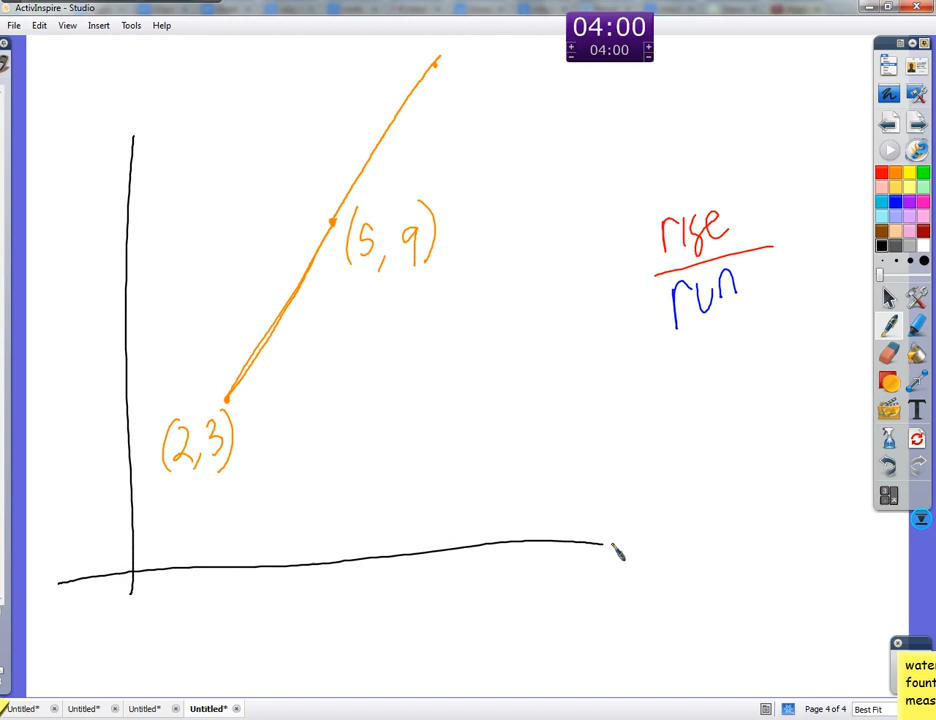 ActivInspire - Studio
File Edit View Insert Tools Help
04:00
04:00
(5, 9)
rise
run
(2,3)
T
water
fount
meas
Untitled* Untitled* Untitled* Untitled*
Page 4 of 4 Best Fit